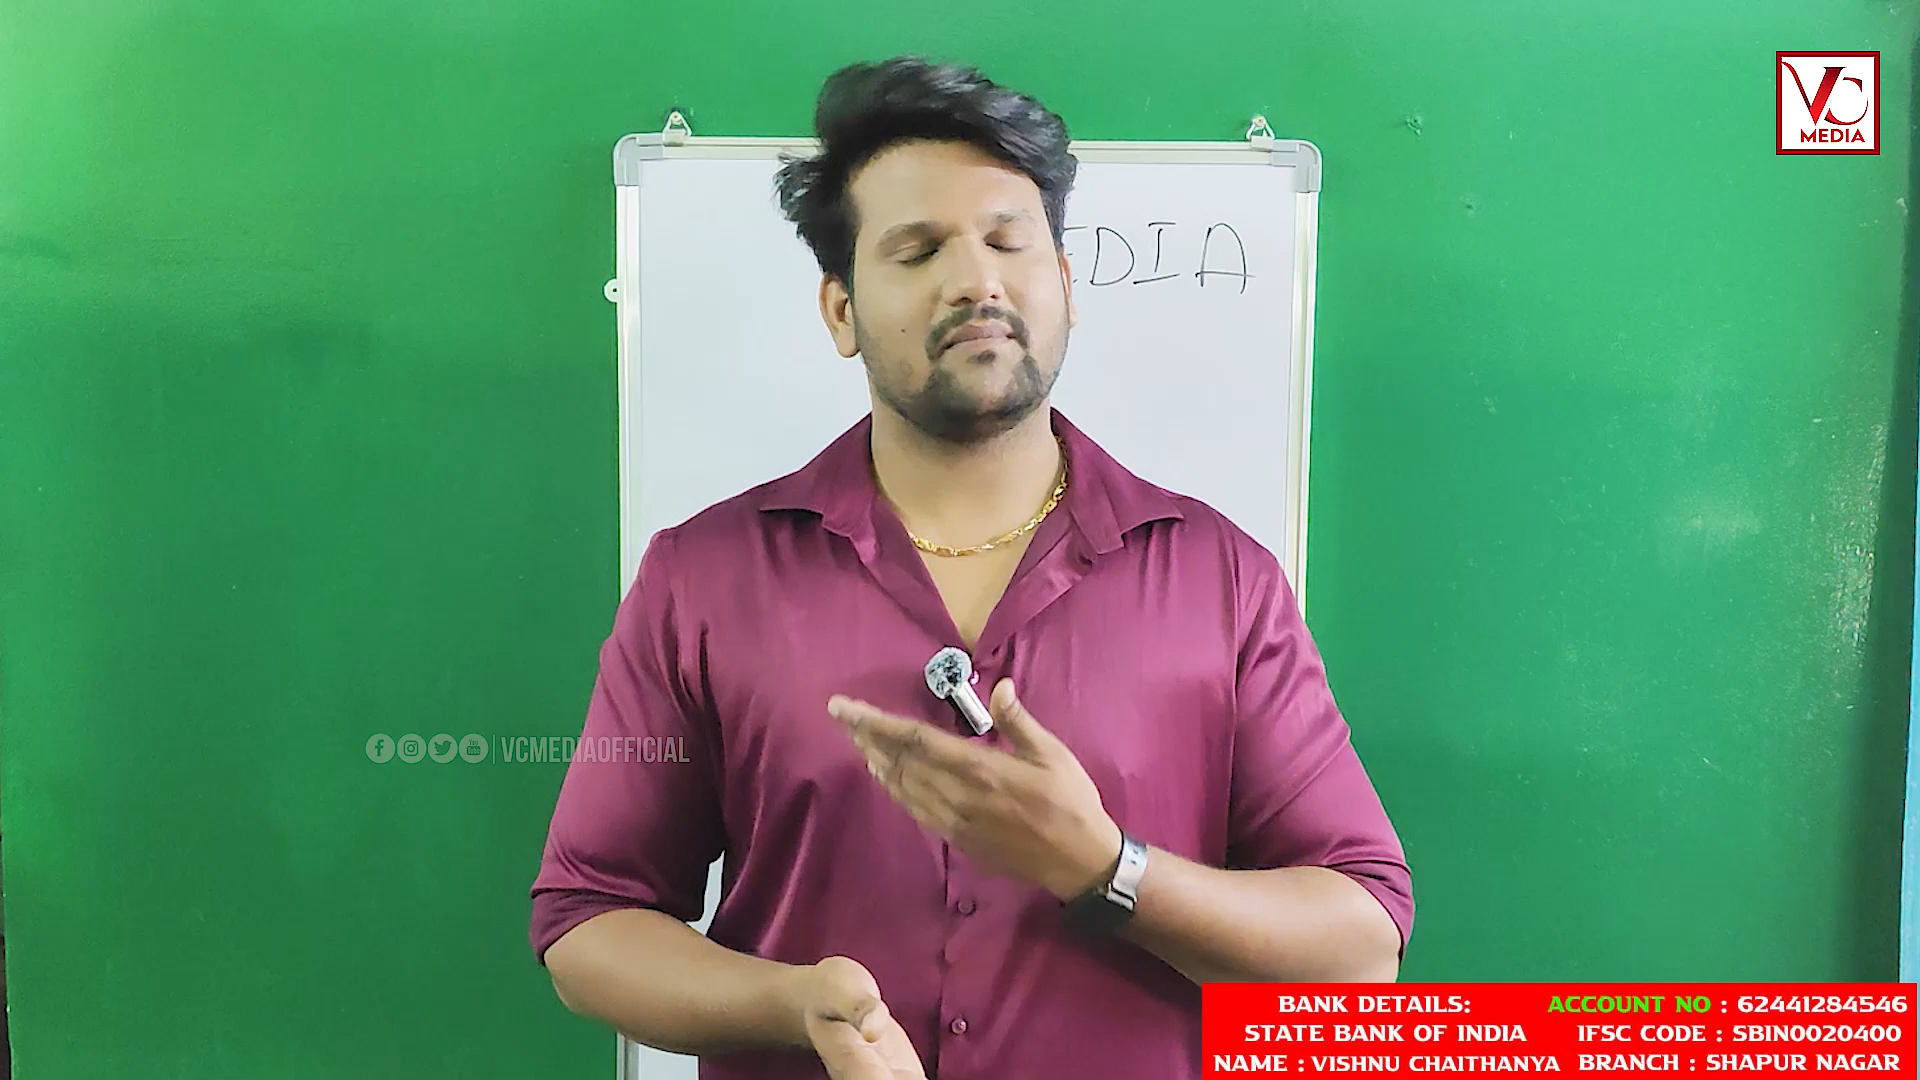 VC
MEDIA
EDIA
VCMEDIAOFFICIAL
BANK DETAILS:
STATE BANK OF INDIA
NAME : VISHNU CHAITHANYA
ACCOUNT NO : 62441284546
IFSC CODE : SBIN0020400
BRANCH : SHAPUR NAGAR